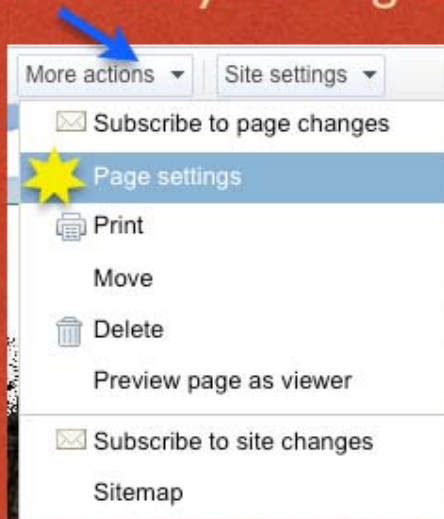 More actions Site settings
Subscribe to page changes
Page settings
Print
Move
Delete
Preview page as viewer
Subscribe to site changes
Sitemap